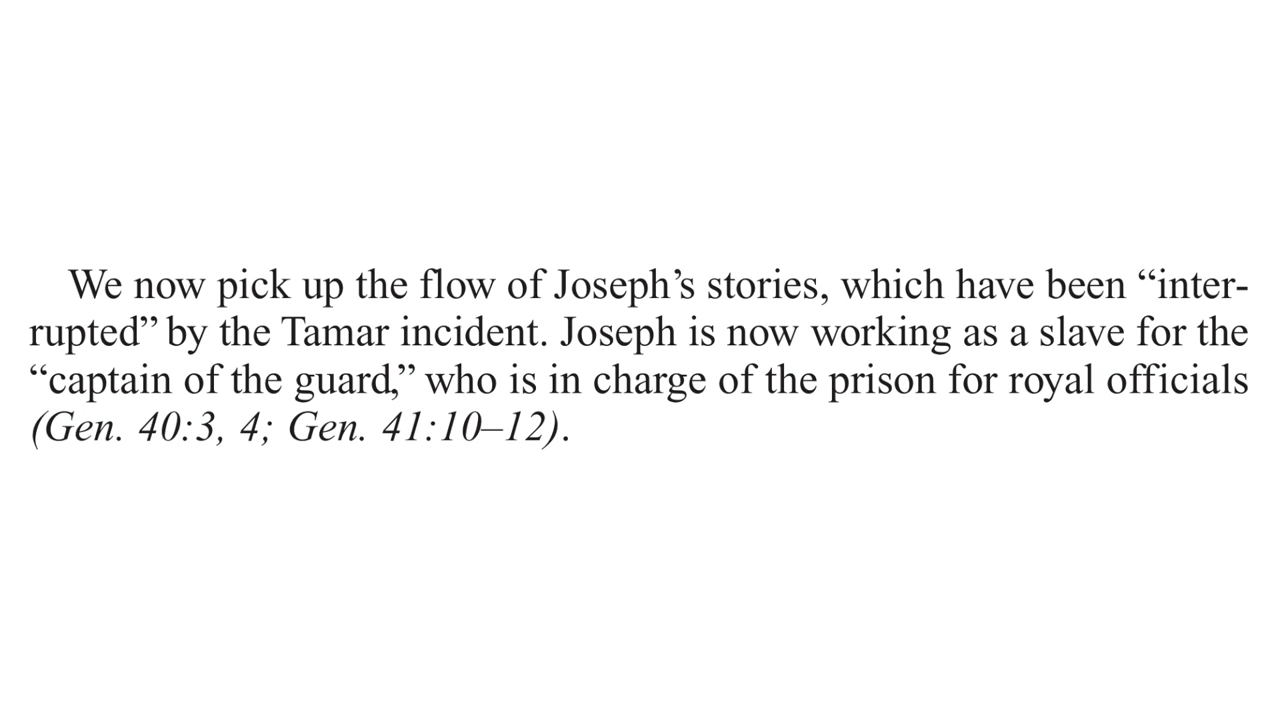 We now pick up the flow of Joseph’s stories, which have been “inter-
rupted” by the Tamar incident. Joseph is now working as a slave for the
“captain of the guard,” who is in charge of the prison for royal officials
(Gen. 40:3, 4; Gen. 41:10–12).